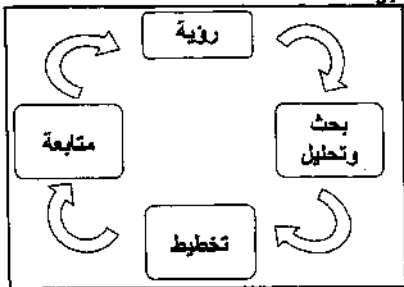 رؤية
بحث
وتحليل
تخطيط
متابعة